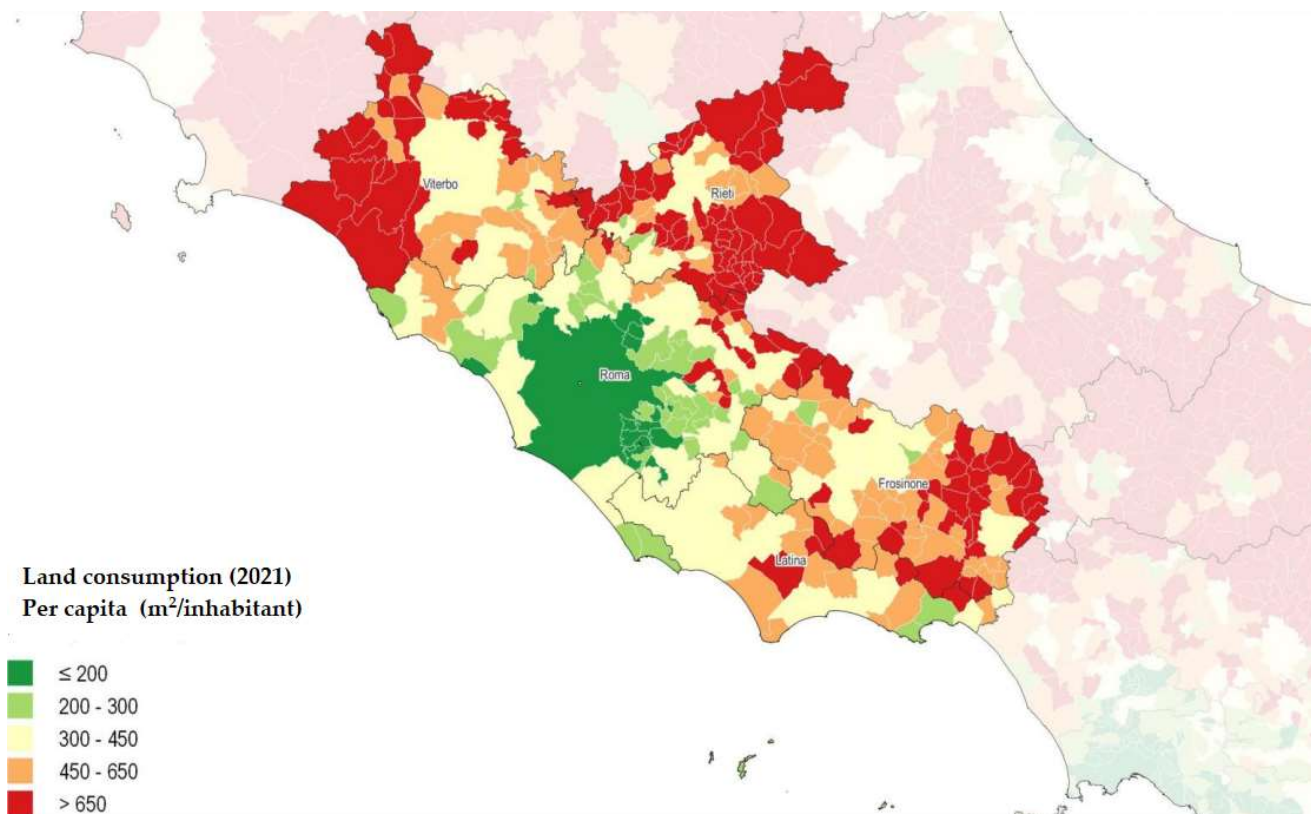 Viterbo
Rieti
Roma
Frosinone
Latina
Land consumption (2021)
Per capita (m²/inhabitant)
≤ 200
200 - 300
300 - 450
450 - 650
> 650